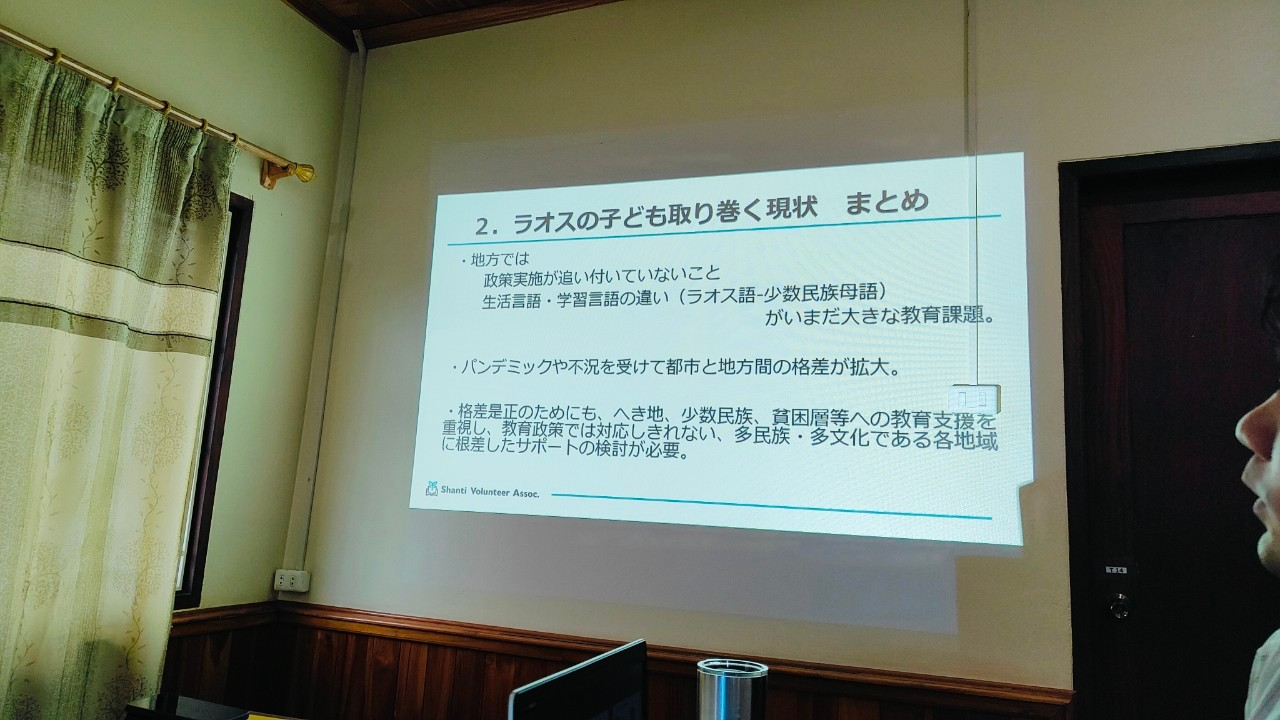 2. ラオスの子ども取り巻く現状　まとめ
・地方では
政策実施が追い付いていないこと
生活言語・学習言語の違い（ラオス語-少数民族母語）
がいまだ大きな教育課題。
・パンデミックや不況を受けて都市と地方間の格差が拡大。
・格差是正のためにも、へき地、少数民族、貧困層等への教育支援を
重視し、教育政策では対応しきれない、多民族・多文化である各地域
に根差したサポートの検討が必要。
Shanti Volunteer Assoc.
T14